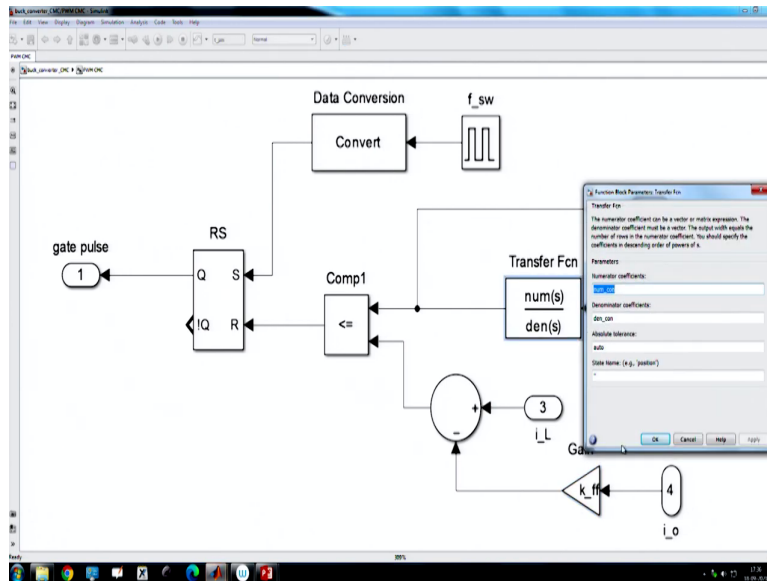 buck_converter_CMC/PWM CMC - Simulink
File Edit View Display Diagram Simulation Analysis Code Tools Help
Normal
PWM CMC
buck_converter_CMC PWM CMC
Data Conversion
Convert
f_sw
RS
gate pulse
1
Q S
!Q R
Comp1
<=
Transfer Fcn
num(s)
den(s)
+
−
3
i_L
Gai
k_ff
4
i_o
Function Block Parameters: Transfer Fcn
Transfer Fcn
The numerator coefficient can be a vector or matrix expression. The
denominator coefficient must be a vector. The output width equals the
number of rows in the numerator coefficient. You should specify the
coefficients in descending order of powers of s.
Parameters
Numerator coefficients:
num_con
Denominator coefficients:
den_con
Absolute tolerance:
auto
State Name: (e.g., 'position')
''
OK Cancel Help Apply
Ready
17:36